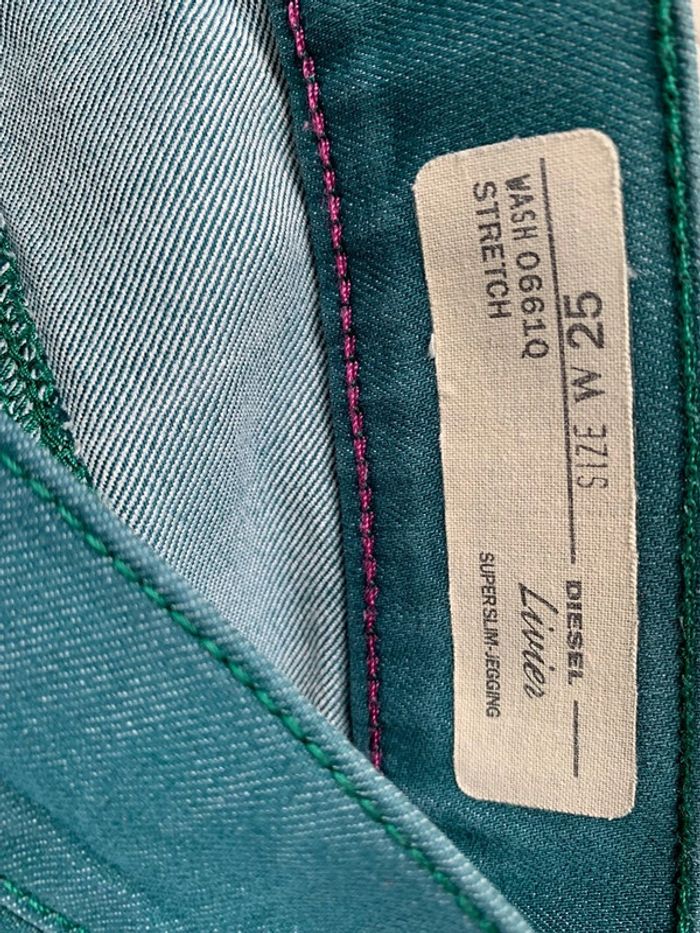 DIESEL
Livier
SUPER SLIM-JEGGING
SIZE W 25
WASH 0661Q
STRETCH